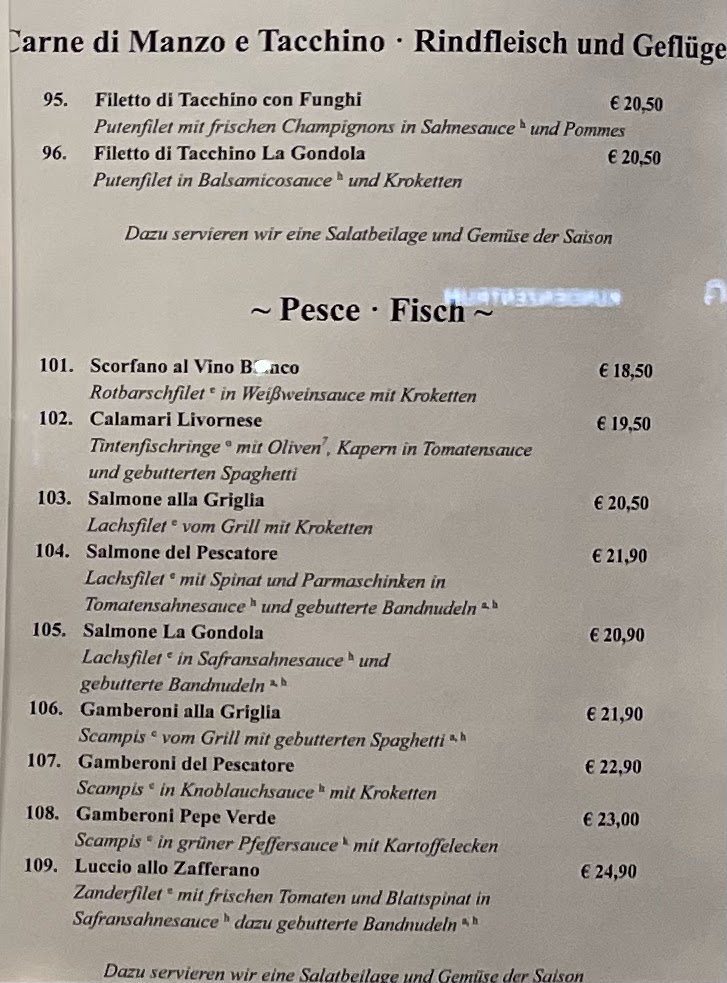 Carne di Manzo e Tacchino · Rindfleisch und Geflüge
95. Filetto di Tacchino con Funghi € 20,50
Putenfilet mit frischen Champignons in Sahnesauce ʰ und Pommes
96. Filetto di Tacchino La Gondola € 20,50
Putenfilet in Balsamicosauce ʰ und Kroketten
Dazu servieren wir eine Salatbeilage und Gemüse der Saison
~ Pesce · Fisch ~
101. Scorfano al Vino B nco € 18,50
Rotbarschfilet ᵉ in Weißweinsauce mit Kroketten
102. Calamari Livornese € 19,50
Tintenfischringe ᵉ mit Oliven⁷, Kapern in Tomatensauce
und gebutterten Spaghetti
103. Salmone alla Griglia € 20,50
Lachsfilet ᵉ vom Grill mit Kroketten
104. Salmone del Pescatore € 21,90
Lachsfilet ᵉ mit Spinat und Parmaschinken in
Tomatensahnesauce ʰ und gebutterte Bandnudeln ᵃ· ʰ
105. Salmone La Gondola € 20,90
Lachsfilet ᵉ in Safransahnesauce ʰ und
gebutterte Bandnudeln ᵃ· ʰ
106. Gamberoni alla Griglia € 21,90
Scampis ᶜ vom Grill mit gebutterten Spaghetti ᵃ· ʰ
107. Gamberoni del Pescatore € 22,90
Scampis ᶜ in Knoblauchsauce ʰ mit Kroketten
108. Gamberoni Pepe Verde € 23,00
Scampis ᶜ in grüner Pfeffersauce ʰ mit Kartoffelecken
109. Luccio allo Zafferano € 24,90
Zanderfilet ᵉ mit frischen Tomaten und Blattspinat in
Safransahnesauce ʰ dazu gebutterte Bandnudeln ᵃ· ʰ
Dazu servieren wir eine Salatbeilage und Gemüse der Saison